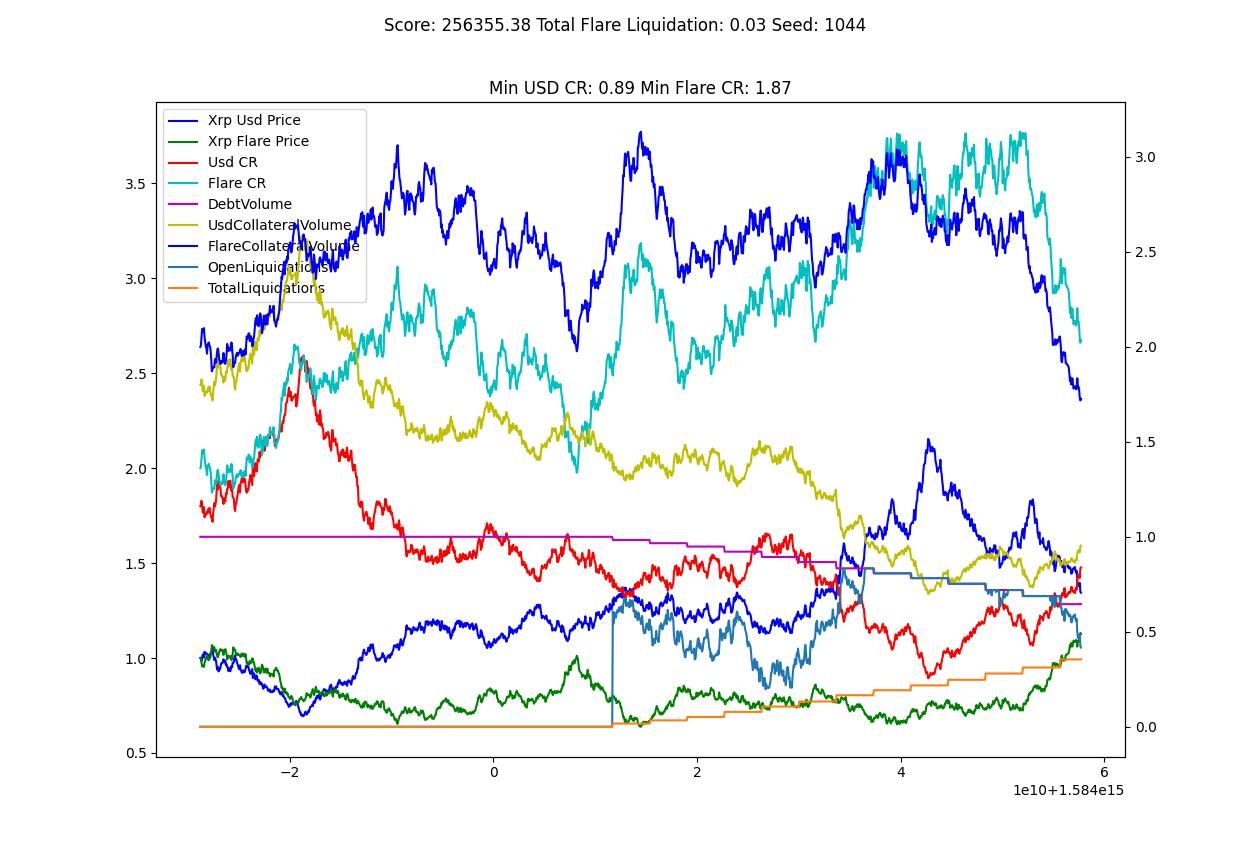 Score: 256355.38 Total Flare Liquidation: 0.03 Seed: 1044
Min USD CR: 0.89 Min Flare CR: 1.87
Xrp Usd Price
Xrp Flare Price
Usd CR
Flare CR
DebtVolume
UsdCollateralVolume
FlareCollateralVolume
OpenLiquidations
TotalLiquidations
3.5
3.0
2.5
2.0
1.5
1.0
0.5
3.0
2.5
2.0
1.5
1.0
0.5
0.0
−2
0
2
4
6
1e10+1.584e15